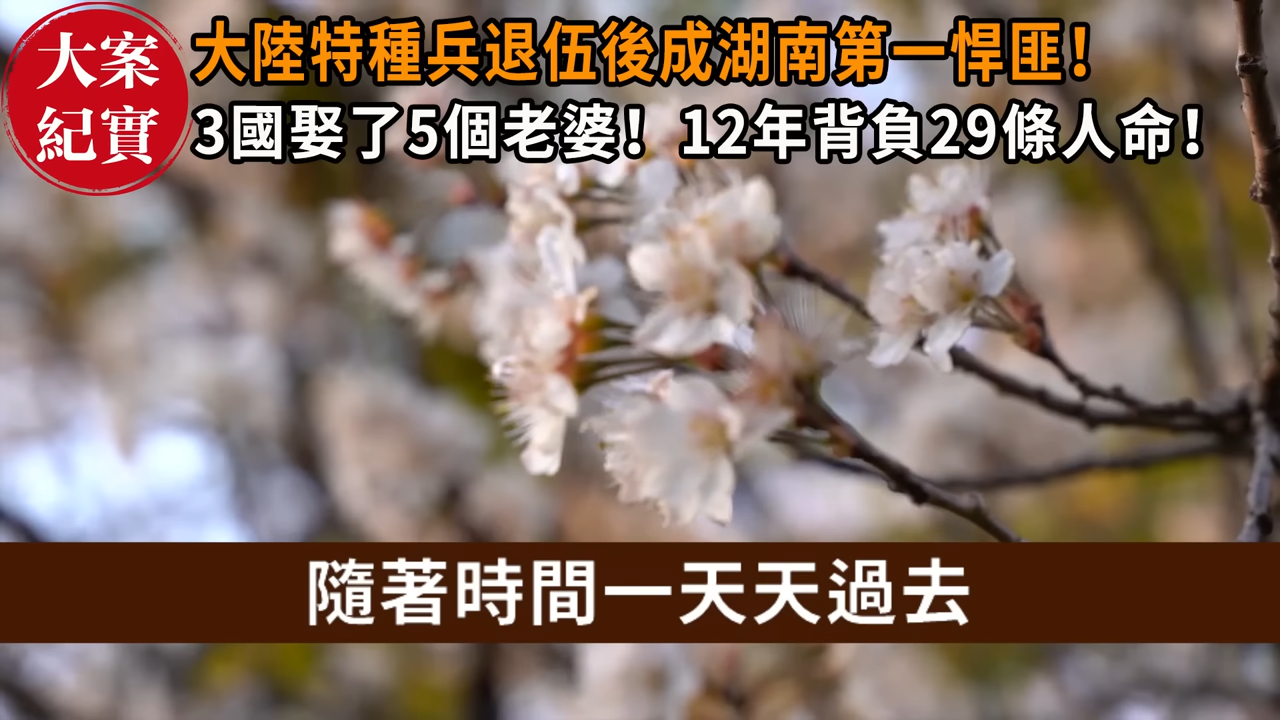 大案
紀實
大陸特種兵退伍後成湖南第一悍匪！
3國娶了5個老婆！12年背負29條人命！
隨著時間一天天過去